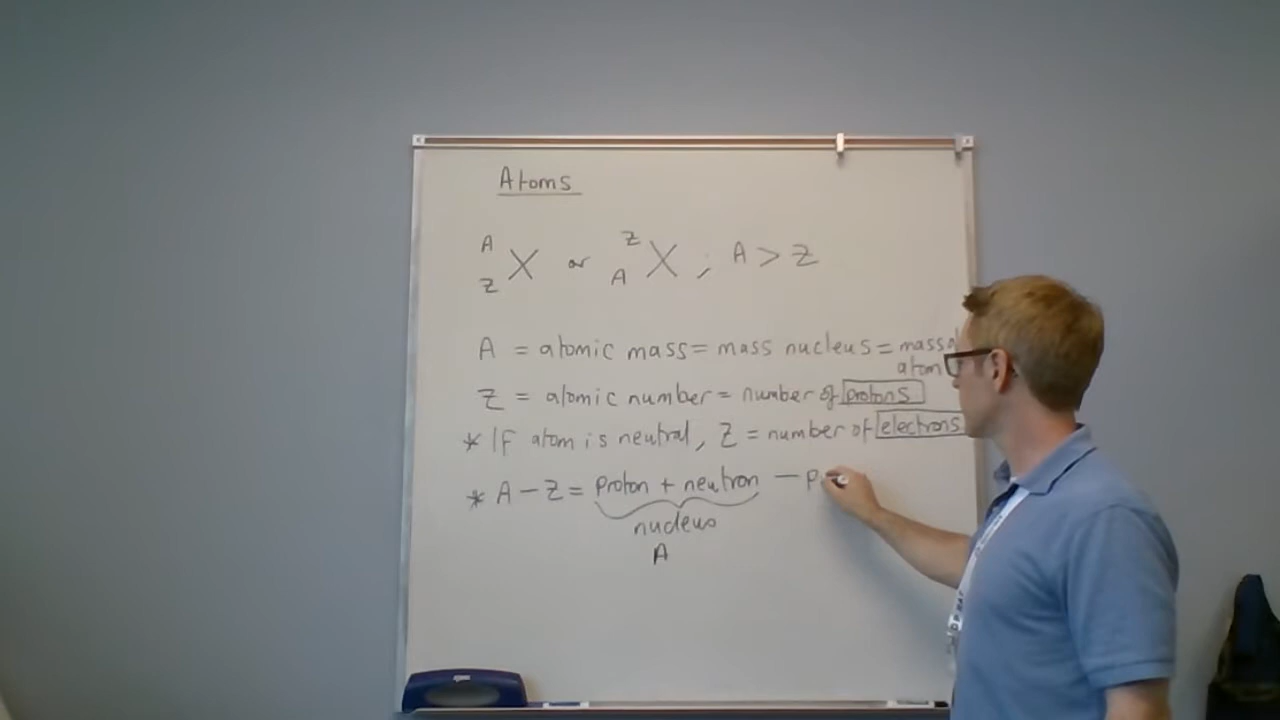 Atoms
A
Z X or Z
A X ; A > Z
A = atomic mass = mass nucleus = mass
atom
Z = atomic number = number of protons
* If atom is neutral, Z = number of electrons
* A − Z = proton + neutron − p
nucleus
A